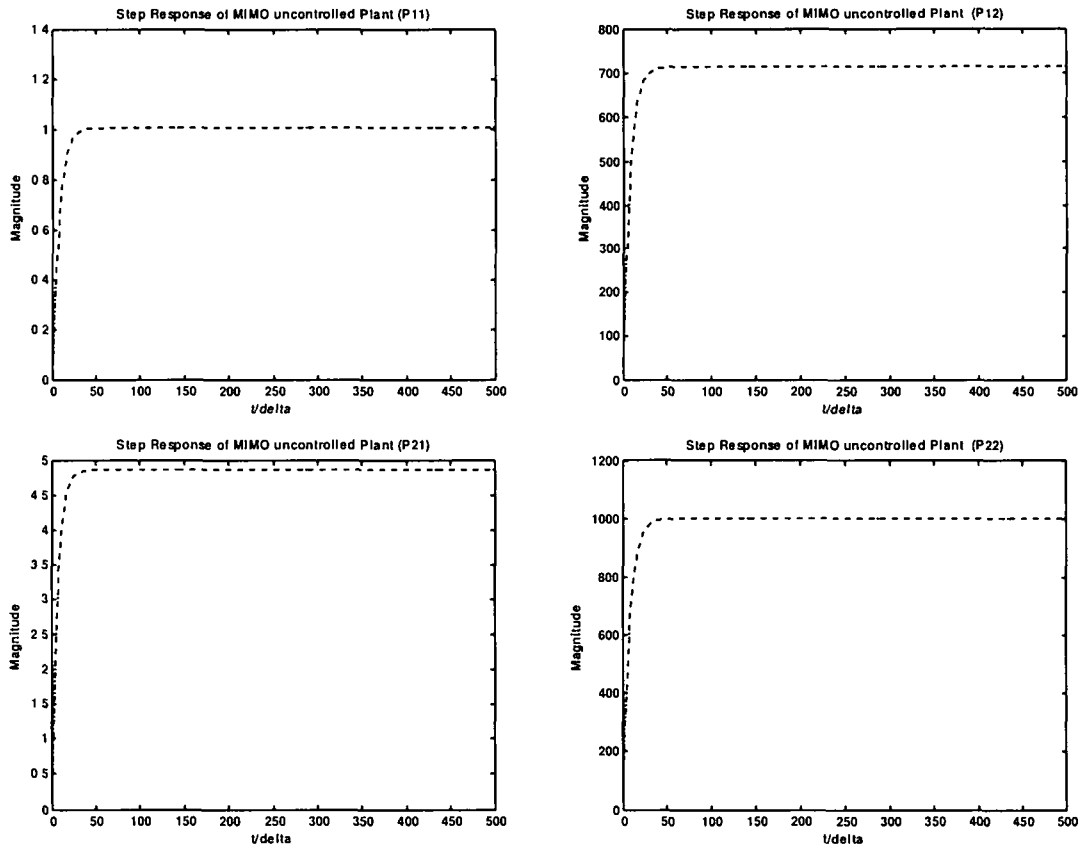 Step Response of MIMO uncontrolled Plant (P11)
1 4
1 2
1
0 8
0 6
0 4
0 2
0
Magnitude
0 50 100 150 200 250 300 350 400 450 500
t/delta
Step Response of MIMO uncontrolled Plant (P12)
800
700
600
500
400
300
200
100
0
Magnitude
0 50 100 150 200 250 300 350 400 450 500
t/delta
Step Response of MIMO uncontrolled Plant (P21)
5
4 5
4
3 5
3
2 5
2
1 5
1
0 5
0
Magnitude
0 50 100 150 200 250 300 350 400 450 500
t/delta
Step Response of MIMO uncontrolled Plant (P22)
1200
1000
800
600
400
200
0
Magnitude
0 50 100 150 200 250 300 350 400 450 500
t/delta